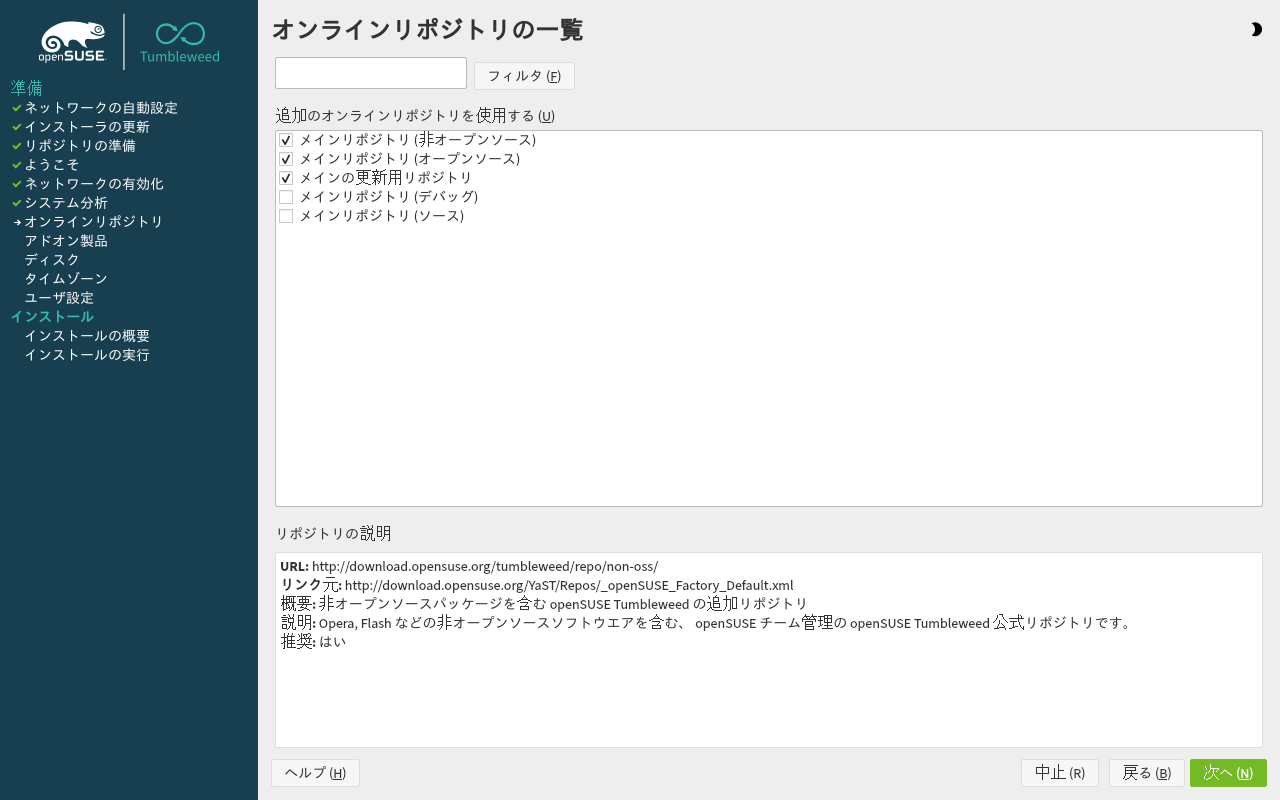 openSUSE
Tumbleweed
準備
ネットワークの自動設定
インストーラの更新
リポジトリの準備
ようこそ
ネットワークの有効化
システム分析
オンラインリポジトリ
アドオン製品
ディスク
タイムゾーン
ユーザ設定
インストール
インストールの概要
インストールの実行
オンラインリポジトリの一覧
フィルタ (F)
追加のオンラインリポジトリを使用する (U)
メインリポジトリ (非オープンソース)
メインリポジトリ (オープンソース)
メインの更新用リポジトリ
メインリポジトリ (デバッグ)
メインリポジトリ (ソース)
リポジトリの説明
URL: http://download.opensuse.org/tumbleweed/repo/non-oss/
リンク元: http://download.opensuse.org/YaST/Repos/_openSUSE_Factory_Default.xml
概要: 非オープンソースパッケージを含む openSUSE Tumbleweed の追加リポジトリ
説明: Opera, Flash などの非オープンソースソフトウエアを含む、 openSUSE チーム管理の openSUSE Tumbleweed 公式リポジトリです。
推奨: はい
ヘルプ (H)
中止 (R)
戻る (B)
次へ (N)